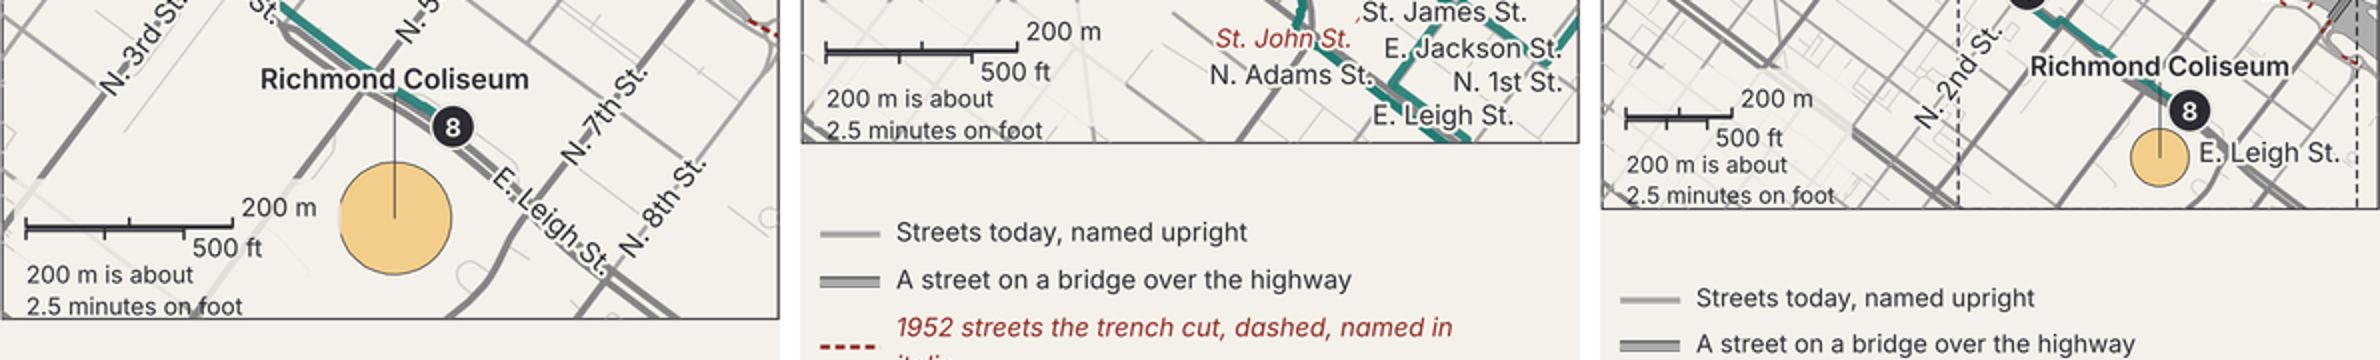 N. 3rd St.
St.
N. 5
Richmond Coliseum
8
N. 7th St.
N. 8th St.
E. Leigh St.
200 m
500 ft
200 m is about
2.5 minutes on foot
St. James St.
St. John St.
E. Jackson St.
N. Adams St.
N. 1st St.
E. Leigh St.
200 m
500 ft
200 m is about
2.5 minutes on foot
Streets today, named upright
A street on a bridge over the highway
1952 streets the trench cut, dashed, named in
N. 2nd St.
Richmond Coliseum
8
E. Leigh St.
200 m
500 ft
200 m is about
2.5 minutes on foot
Streets today, named upright
A street on a bridge over the highway